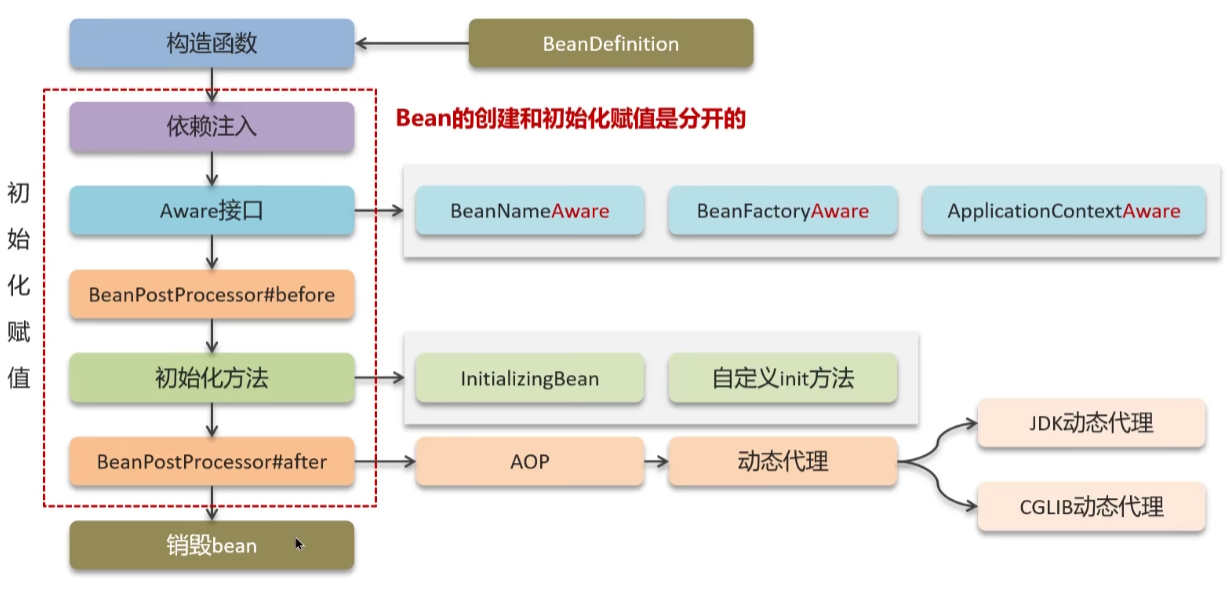 构造函数
BeanDefinition
Bean的创建和初始化赋值是分开的
初始化赋值
依赖注入
Aware接口
BeanNameAware
BeanFactoryAware
ApplicationContextAware
BeanPostProcessor#before
初始化方法
InitializingBean
自定义init方法
BeanPostProcessor#after
AOP
动态代理
JDK动态代理
CGLIB动态代理
销毁bean